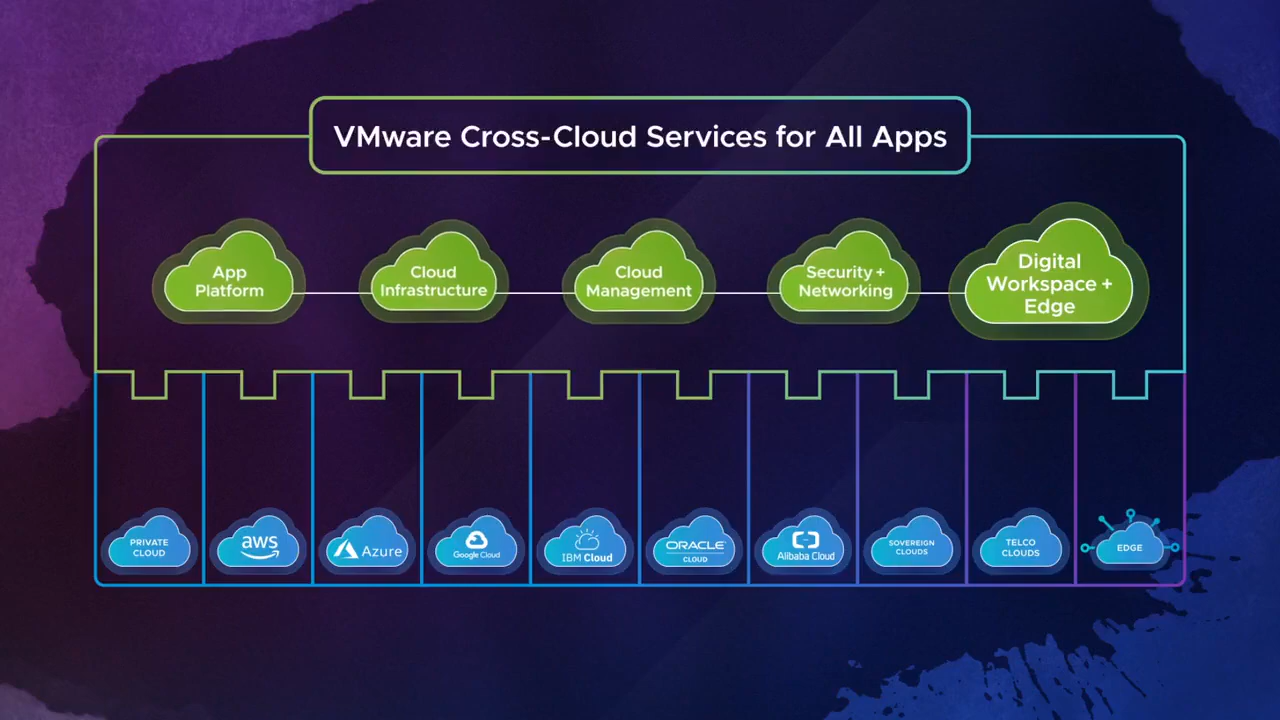 VMware Cross-Cloud Services for All Apps
App
Platform
Cloud
Infrastructure
Cloud
Management
Security +
Networking
Digital
Workspace +
Edge
PRIVATE
CLOUD
aws
Azure
Google Cloud
IBM Cloud
ORACLE
CLOUD
Alibaba Cloud
SOVEREIGN
CLOUDS
TELCO
CLOUDS
EDGE